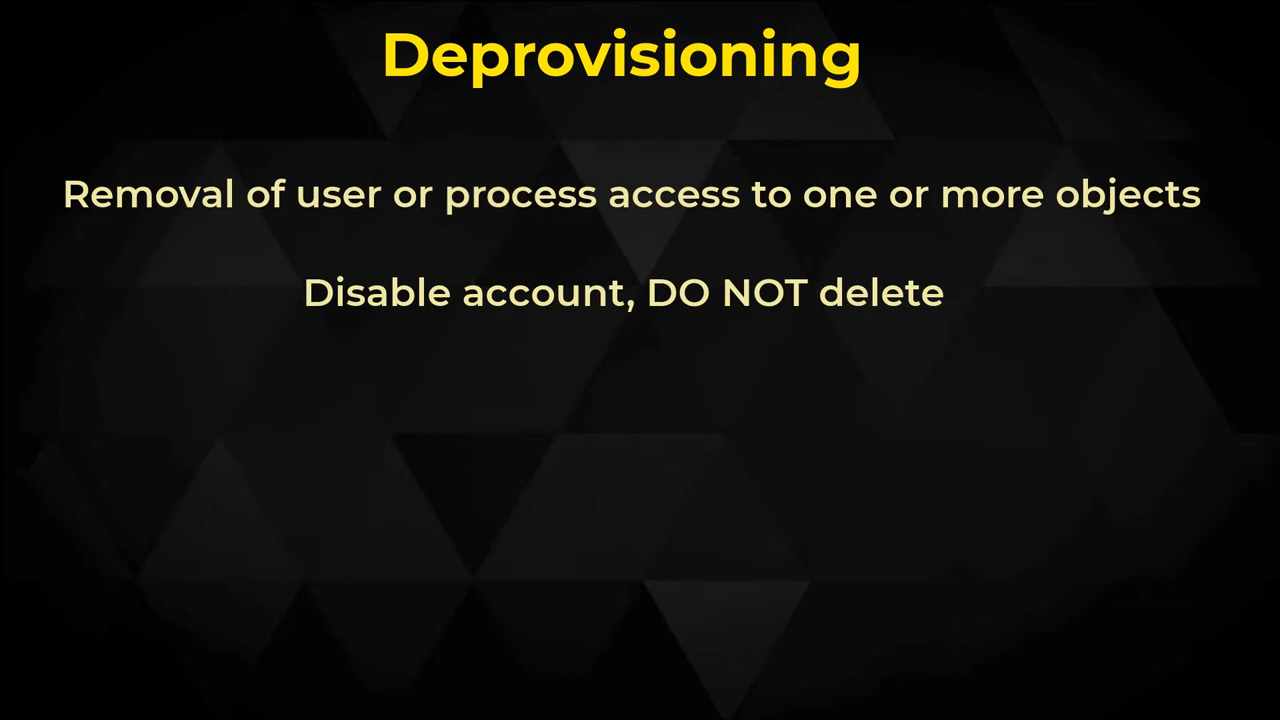 Deprovisioning
Removal of user or process access to one or more objects
Disable account, DO NOT delete